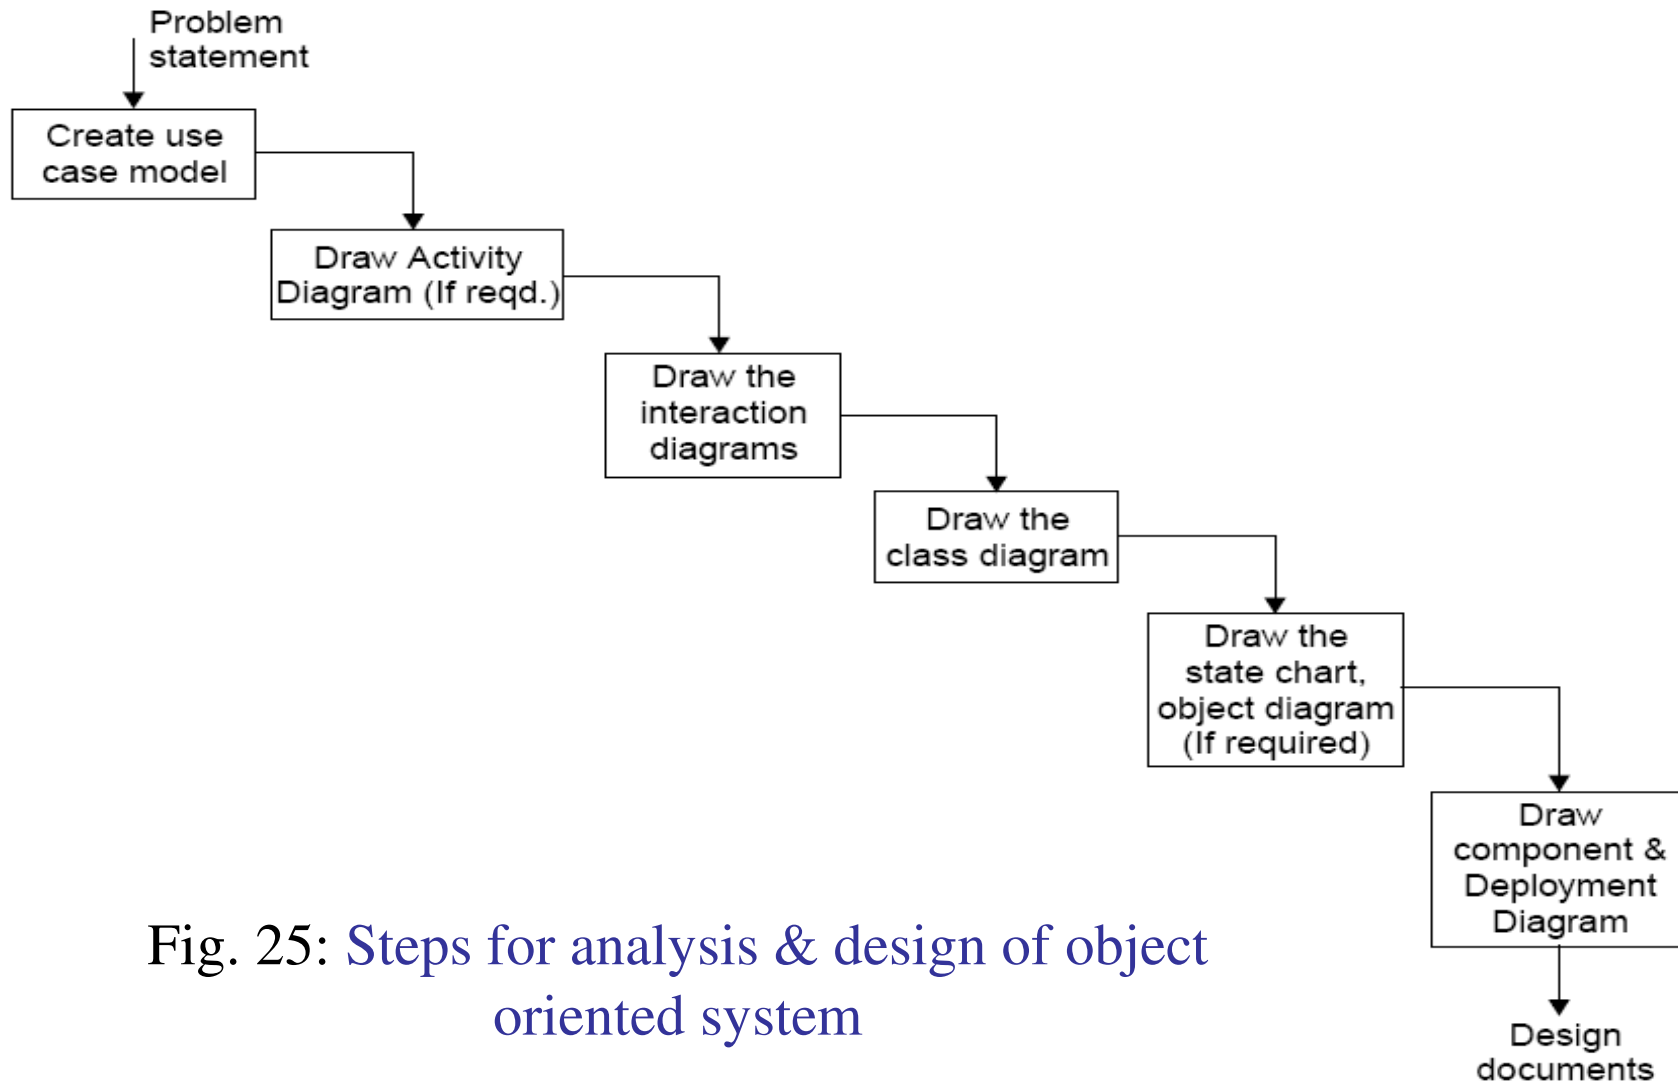 Problem
statement
Create use
case model
Draw Activity
Diagram (If reqd.)
Draw the
interaction
diagrams
Draw the
class diagram
Draw the
state chart,
object diagram
(If required)
Draw
component &
Deployment
Diagram
Design
documents
Fig. 25: Steps for analysis & design of object
oriented system